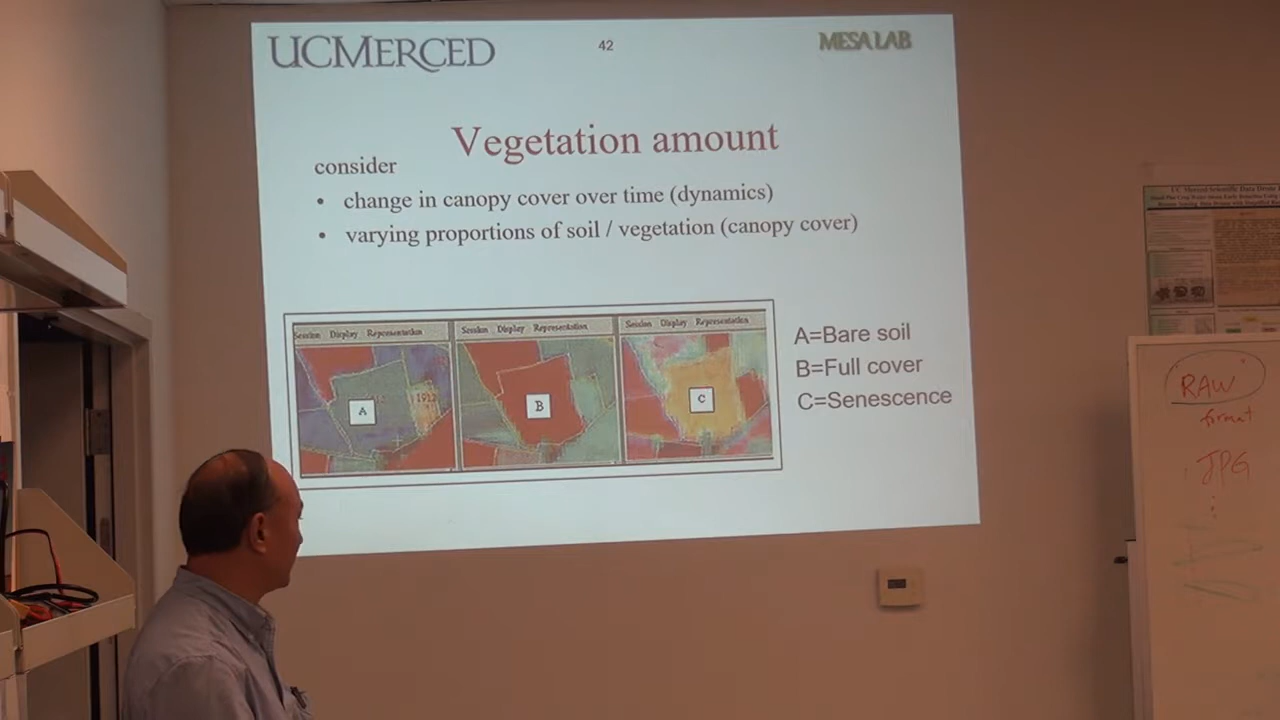 UCMERCED
42
MESA LAB
Vegetation amount
consider
• change in canopy cover over time (dynamics)
• varying proportions of soil / vegetation (canopy cover)
Session Display Representation
Session Display Representation
Session Display Representation
A
1912
B
C
A=Bare soil
B=Full cover
C=Senescence
RAW
format
JPG